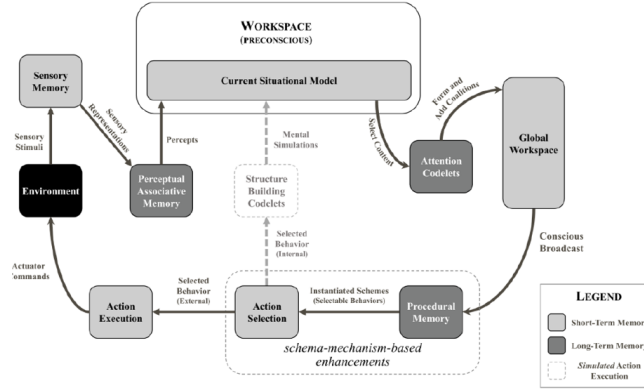 WORKSPACE
(PRECONSCIOUS)
Current Situational Model
Sensory
Memory
Sensory
Representations
Sensory
Stimuli
Percepts
Mental
Simulations
Select Content
Form and
Add Coalitions
Global
Workspace
Environment
Perceptual
Associative
Memory
Structure
Building
Codelets
Attention
Codelets
Conscious
Broadcast
Selected
Behavior
(Internal)
Actuator
Commands
Action
Execution
Selected
Behavior
(External)
Action
Selection
Instantiated Schemes
(Selectable Behaviors)
Procedural
Memory
schema-mechanism-based
enhancements
LEGEND
Short-Term Memory
Long-Term Memory
Simulated Action
Execution